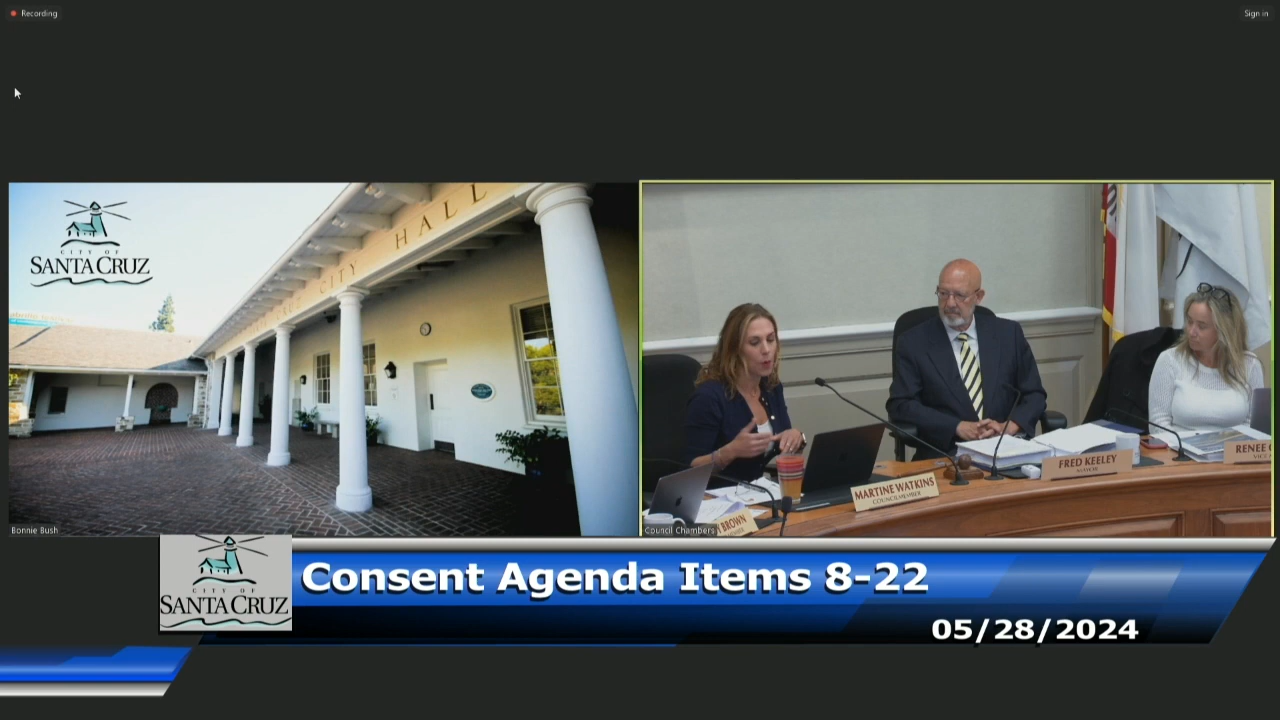 Recording
Sign in
CITY OF
SANTA CRUZ
CITY HALL
Bonnie Bush
BROWN
MARTINE WATKINS
COUNCILMEMBER
FRED KEELEY
MAYOR
RENEE
Council Chambers
CITY OF
SANTA CRUZ
Consent Agenda Items 8-22
05/28/2024